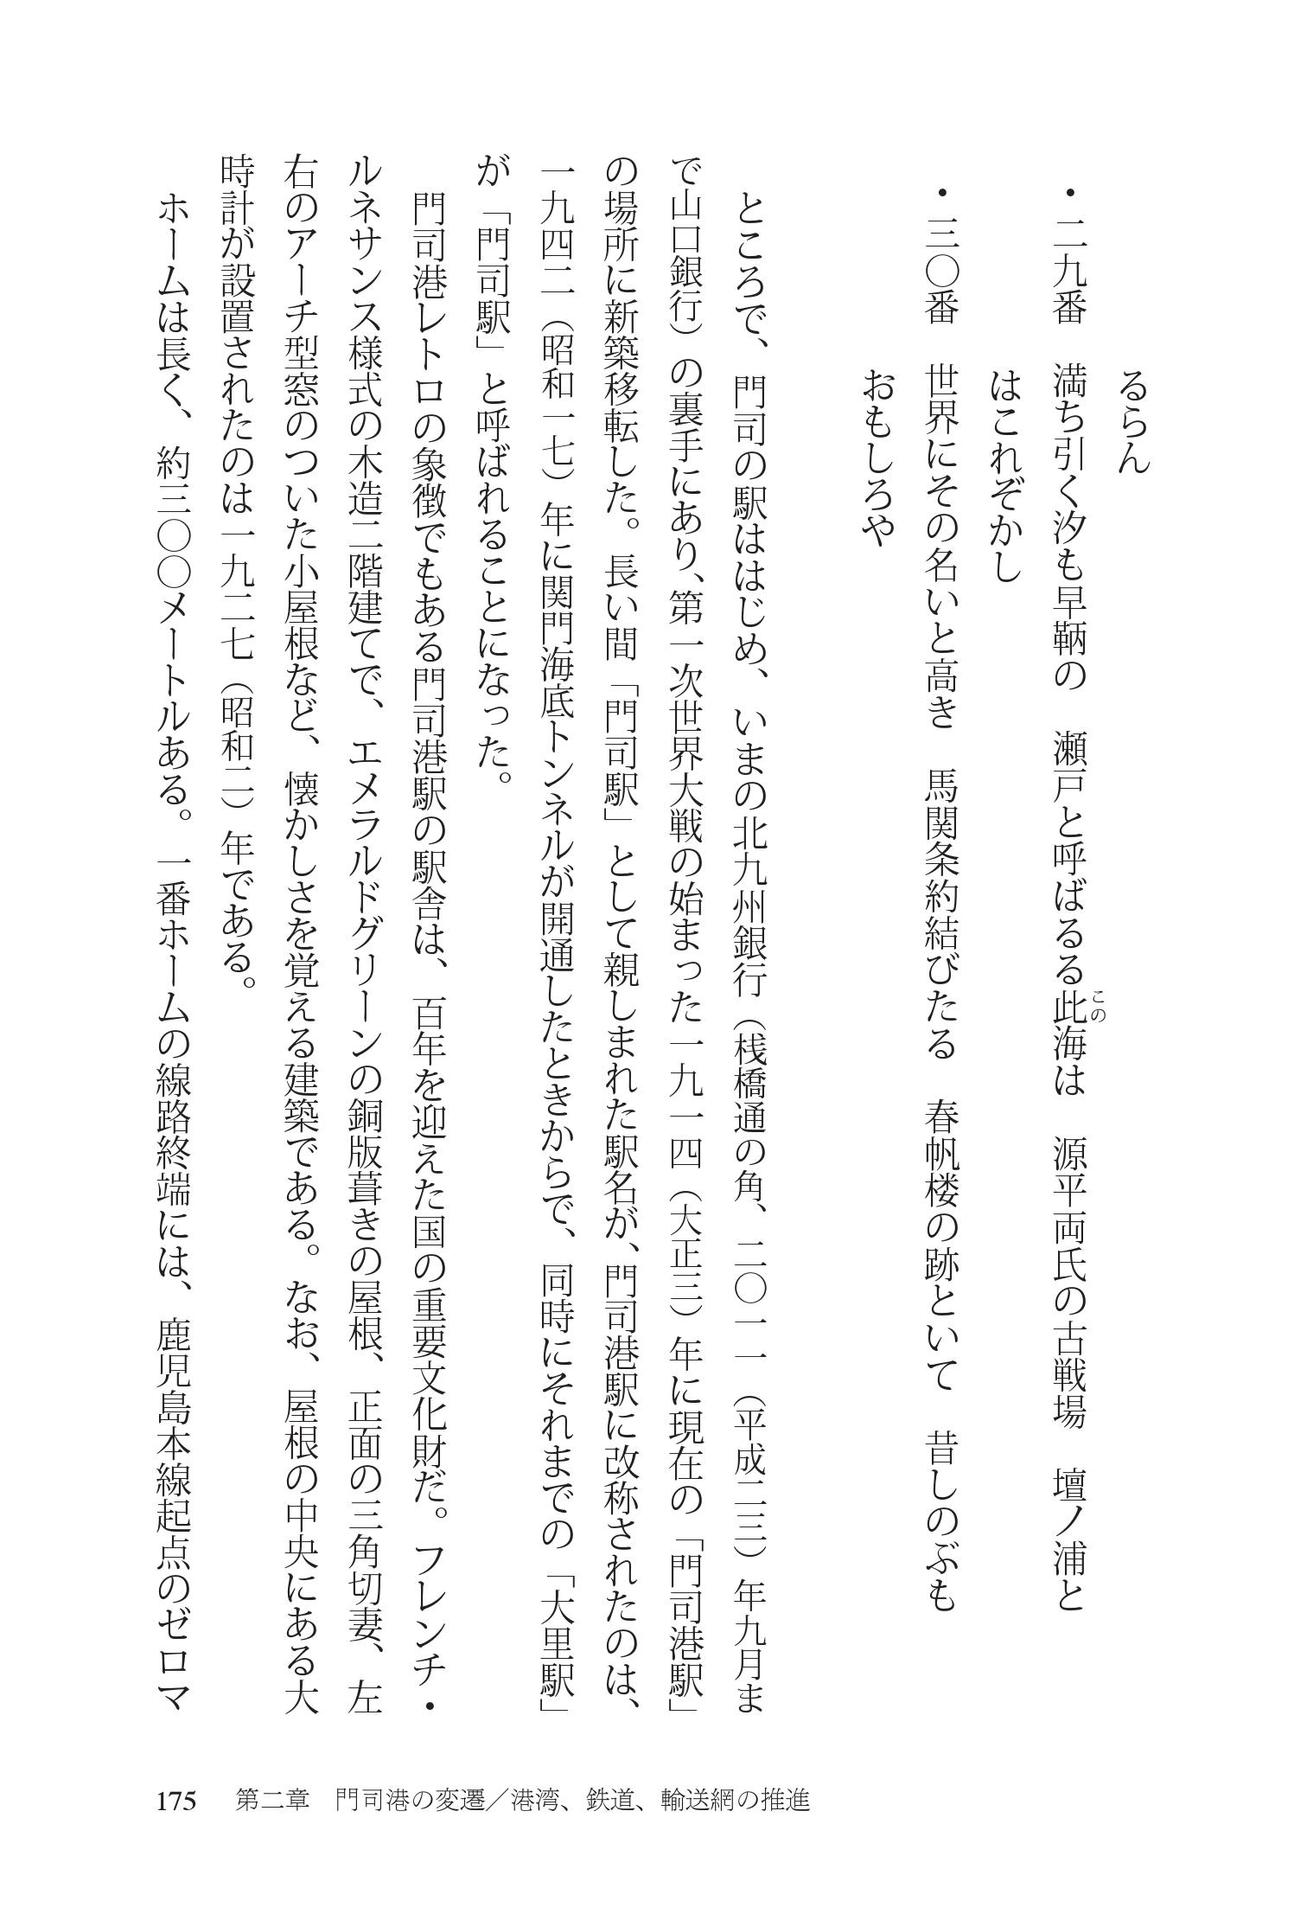 るらん
・二九番　満ち引く汐も早鞆の　瀬戸と呼ばるる此海は　源平両氏の古戦場　壇ノ浦と
この
はこれぞかし
・三〇番　世界にその名いと高き　馬関条約結びたる　春帆楼の跡といて　昔しのぶも
おもしろや
ところで、門司の駅ははじめ、いまの北九州銀行（桟橋通の角、二〇一一（平成二三）年九月ま
で山口銀行）の裏手にあり、第一次世界大戦の始まった一九一四（大正三）年に現在の「門司港駅」
の場所に新築移転した。長い間「門司駅」として親しまれた駅名が、門司港駅に改称されたのは、
一九四二（昭和一七）年に関門海底トンネルが開通したときからで、同時にそれまでの「大里駅」
が「門司駅」と呼ばれることになった。
門司港レトロの象徴でもある門司港駅の駅舎は、百年を迎えた国の重要文化財だ。フレンチ・
ルネサンス様式の木造二階建てで、エメラルドグリーンの銅版葺きの屋根、正面の三角切妻、左
右のアーチ型窓のついた小屋根など、懐かしさを覚える建築である。なお、屋根の中央にある大
時計が設置されたのは一九二七（昭和二）年である。
ホームは長く、約三〇〇メートルある。一番ホームの線路終端には、鹿児島本線起点のゼロマ
175　第二章　門司港の変遷／港湾、鉄道、輸送網の推進